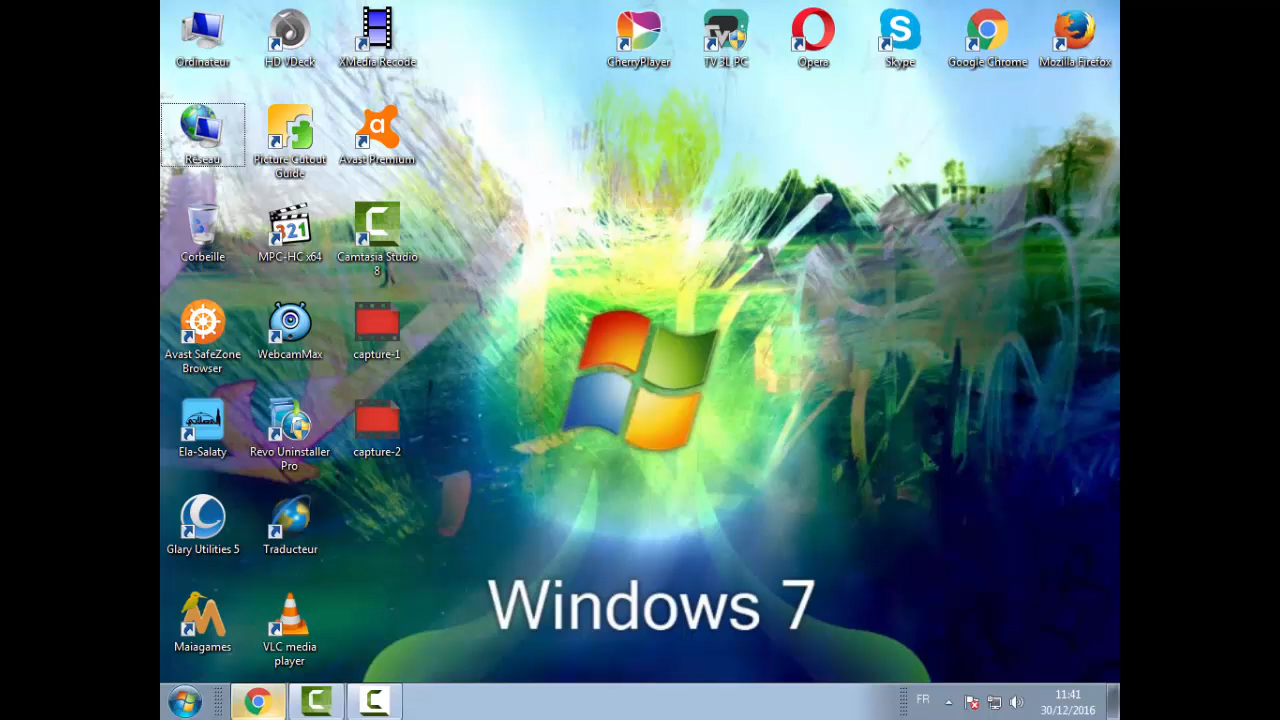 Ordinateur
HD VDeck
XMedia Recode
CherryPlayer
TV 3L PC
Opera
Skype
Google Chrome
Mozilla Firefox
Réseau
Picture Cutout
Guide
Avast Premium
Corbeille
MPC-HC x64
321
Camtasia Studio
8
Avast SafeZone
Browser
WebcamMax
capture-1
Ela-Salaty
Revo Uninstaller
Pro
capture-2
Glary Utilities 5
Traducteur
Maiagames
VLC media
player
Windows 7
FR
11:41
30/12/2016